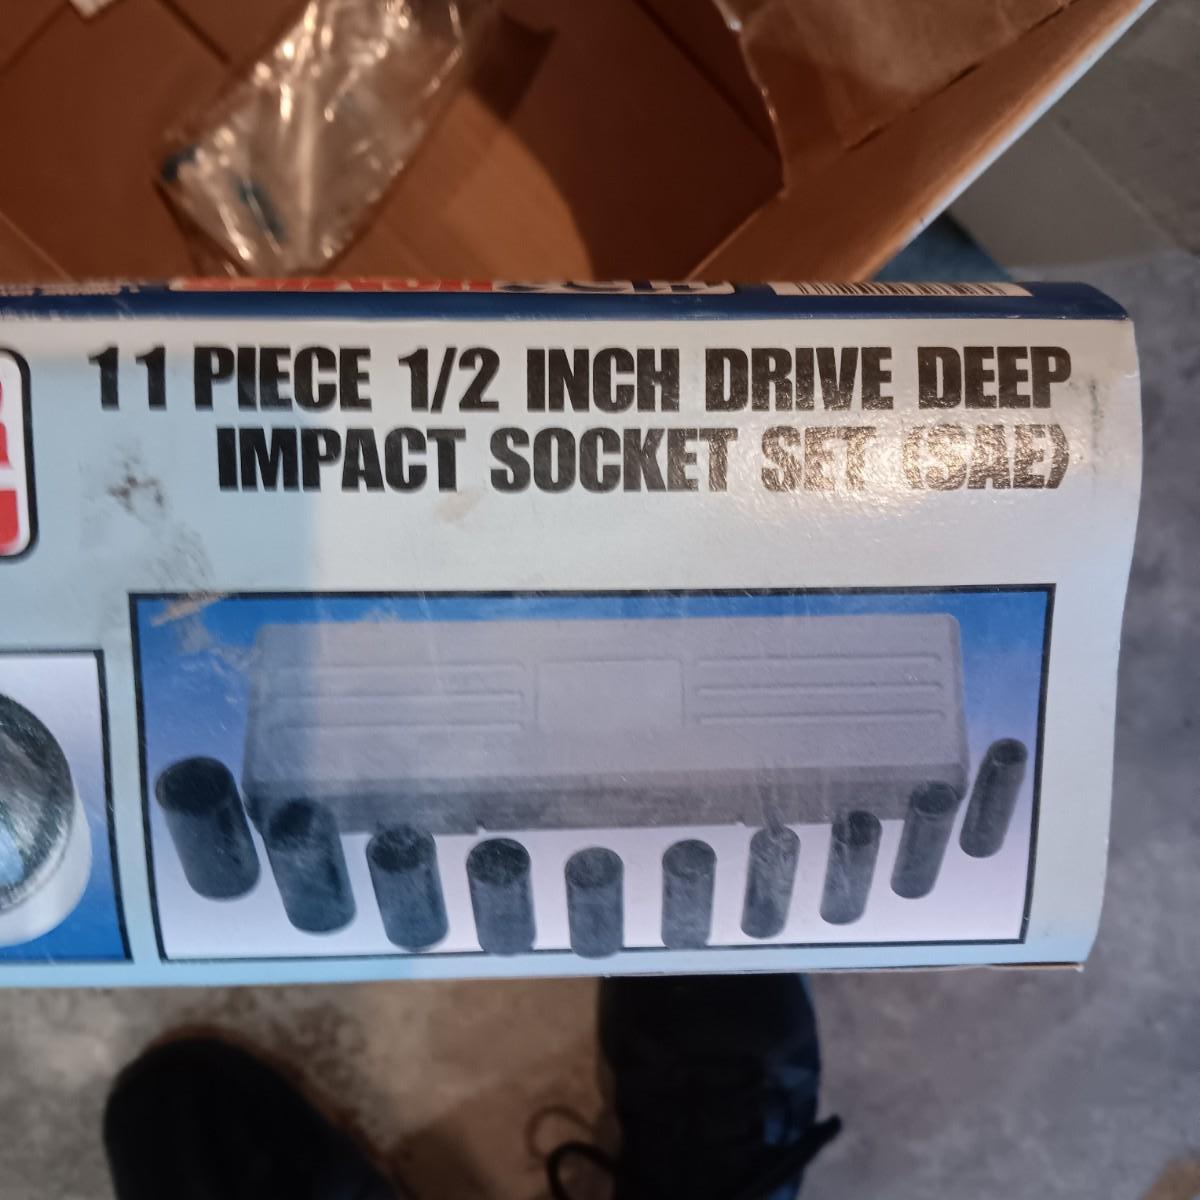 11 PIECE 1/2 INCH DRIVE DEEP
IMPACT SOCKET SET (SAE)